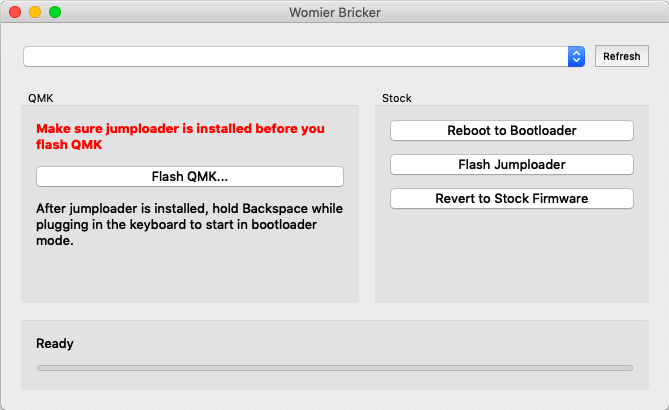 Womier Bricker
Refresh
QMK
Make sure jumploader is installed before you
flash QMK
Flash QMK...
After jumploader is installed, hold Backspace while
plugging in the keyboard to start in bootloader
mode.
Stock
Reboot to Bootloader
Flash Jumploader
Revert to Stock Firmware
Ready